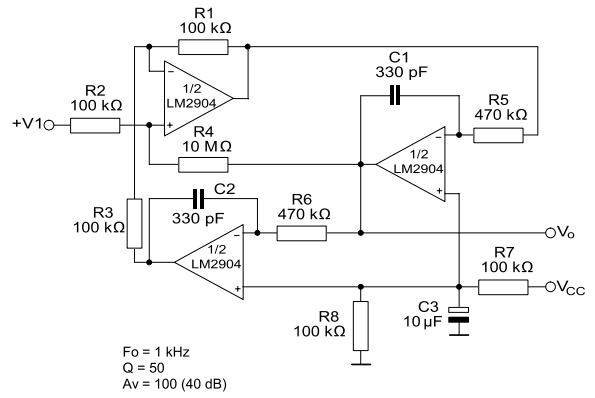 R1
100 kΩ
C1
330 pF
R2
100 kΩ
1/2
LM2904
R5
470 kΩ
+V1
R4
10 MΩ
1/2
LM2904
C2
330 pF
R6
470 kΩ
R3
100 kΩ
1/2
LM2904
Vo
R7
100 kΩ
VCC
R8
100 kΩ
C3
10 µF
Fo = 1 kHz
Q = 50
Av = 100 (40 dB)